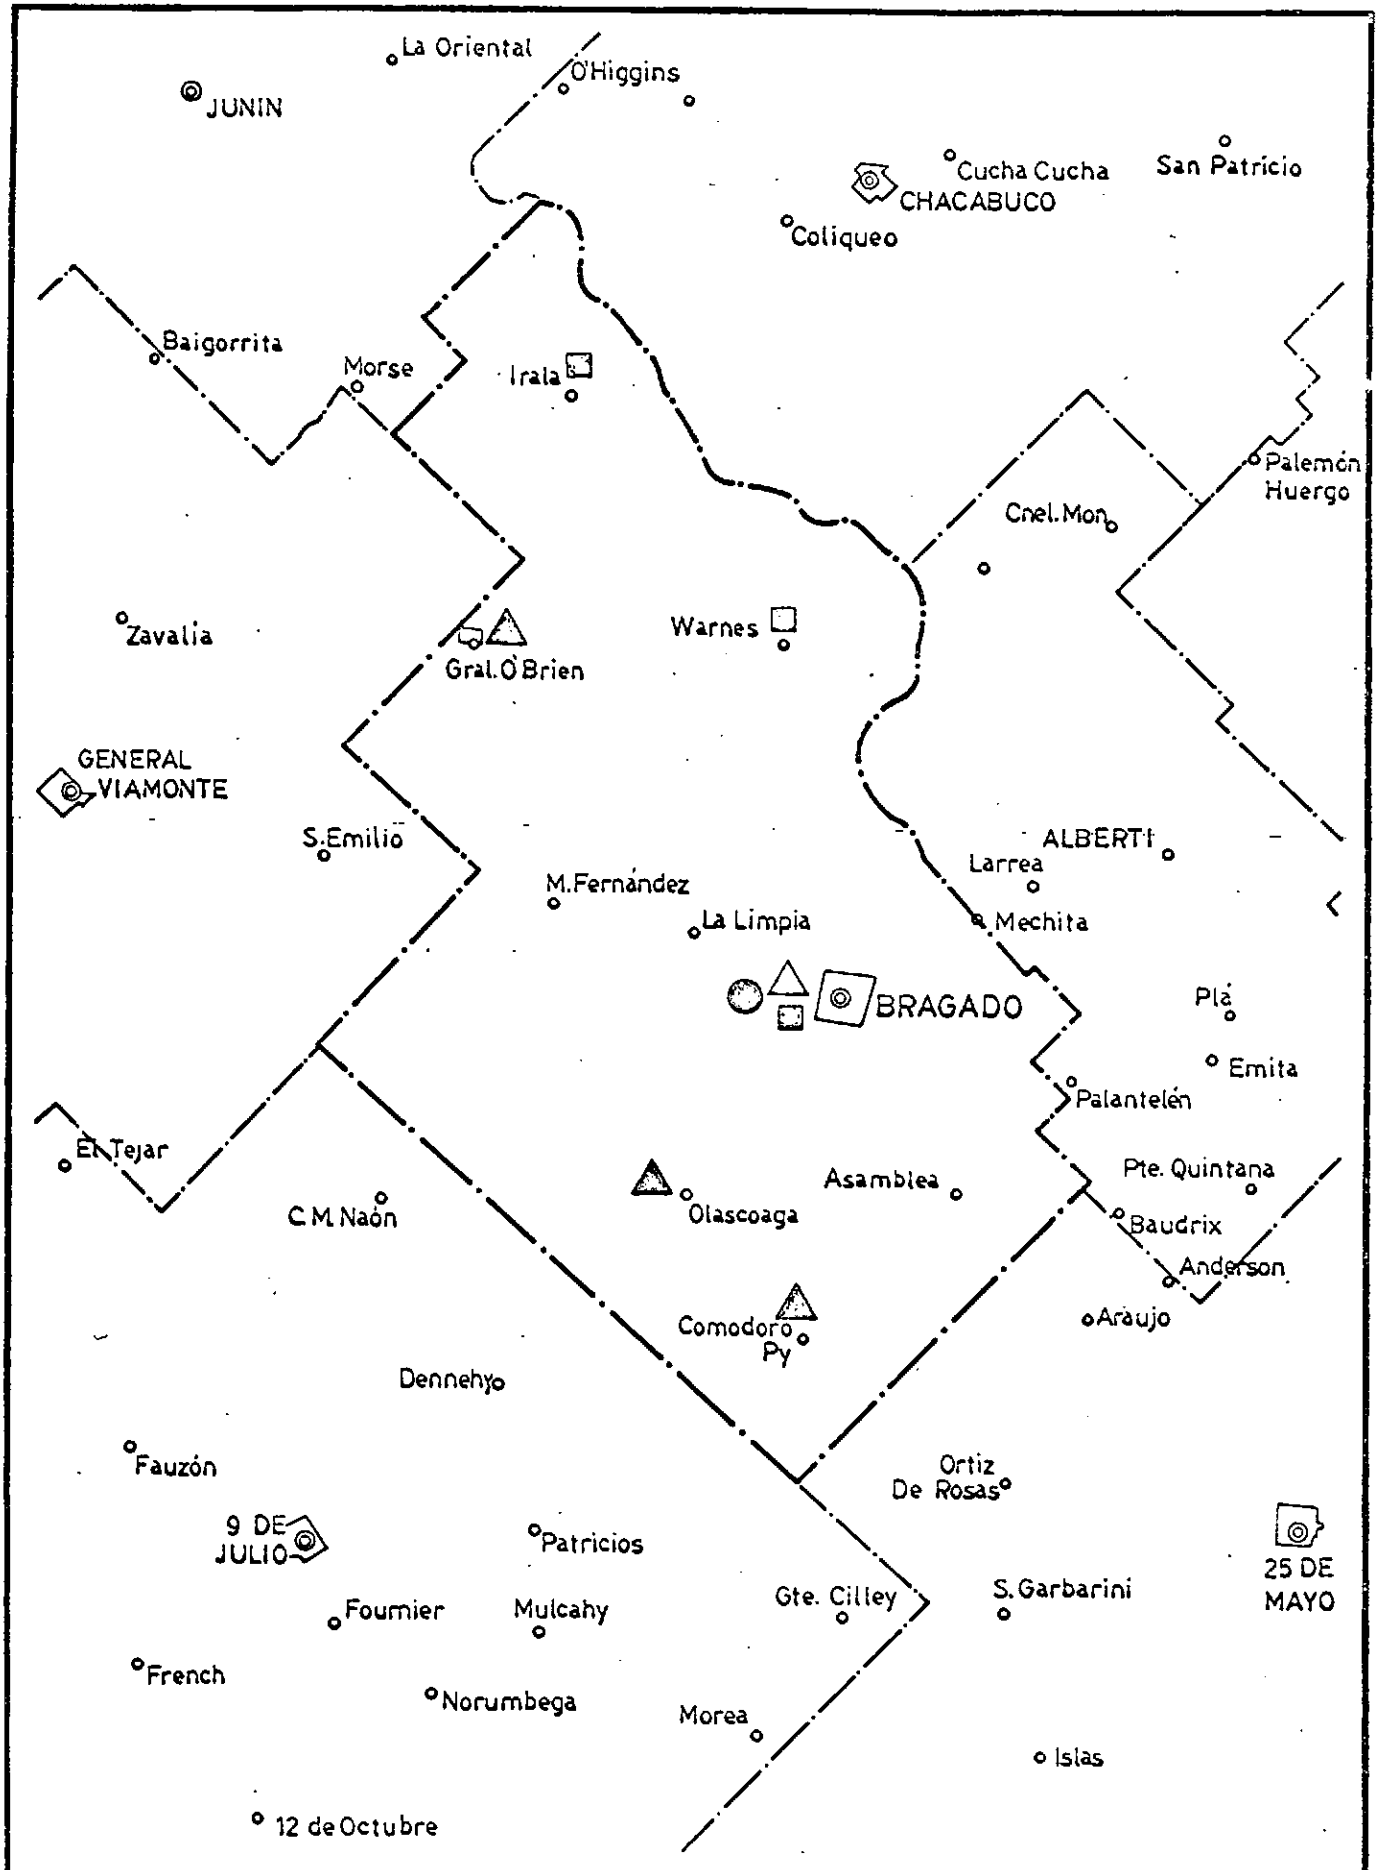 La Oriental
O'Higgins
JUNIN
Cucha Cucha
San Patricio
CHACABUCO
Coliqueo
Baigorrita
Morse
Irala
Palemón
Huergo
Cnel. Mon
Zavalia
Warnes
Gral. O'Brien
GENERAL
VIAMONTE
S. Emilio
ALBERTI
Larrea
M. Fernández
La Limpia
Mechita
Plá
BRAGADO
Emita
Palantelén
El Tejar
Pte. Quintana
Asamblea
C.M. Naón
Olascoaga
Baudrix
Anderson
Araujo
Comodoro
Py
Dennehy
Fauzón
Ortiz
De Rosas
9 DE
JULIO
Patricios
25 DE
MAYO
Gte. Cilley
S. Garbarini
Fournier
Mulcahy
French
Norumbega
Morea
Islas
12 de Octubre